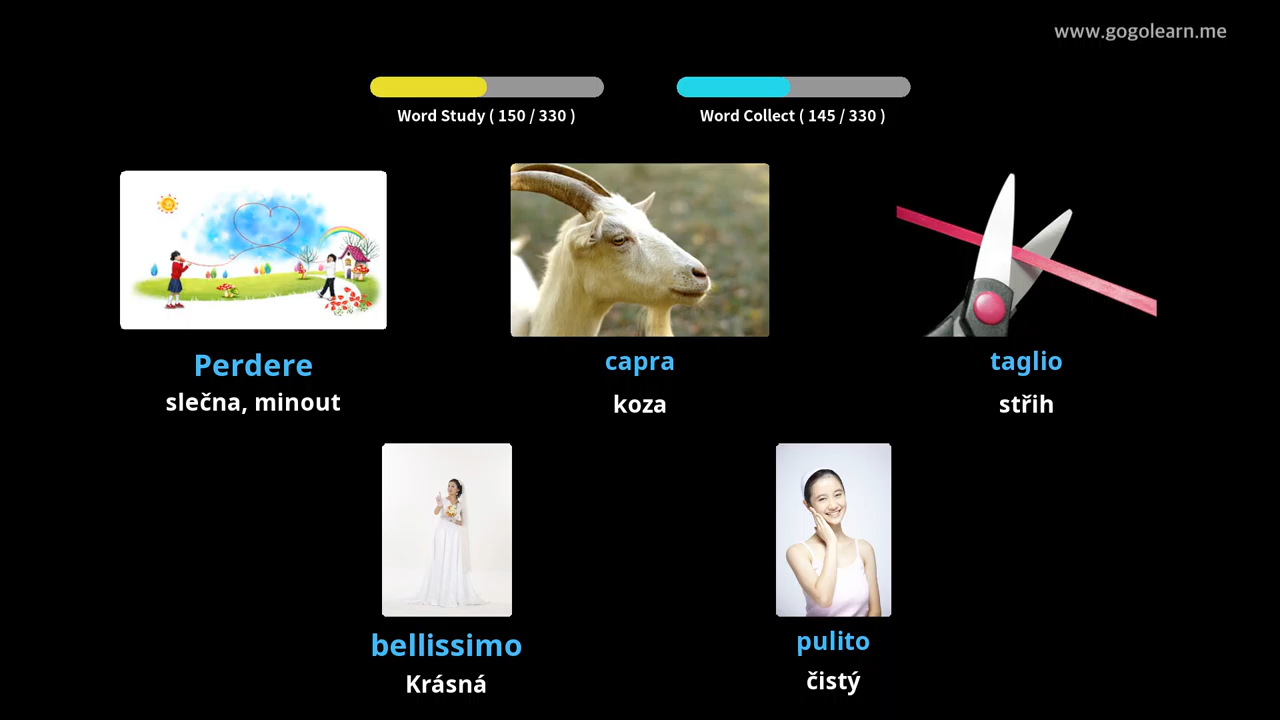 www.gogolearn.me
Word Study ( 150 / 330 )
Word Collect ( 145 / 330 )
Perdere
slečna, minout
capra
koza
taglio
střih
bellissimo
Krásná
pulito
čistý